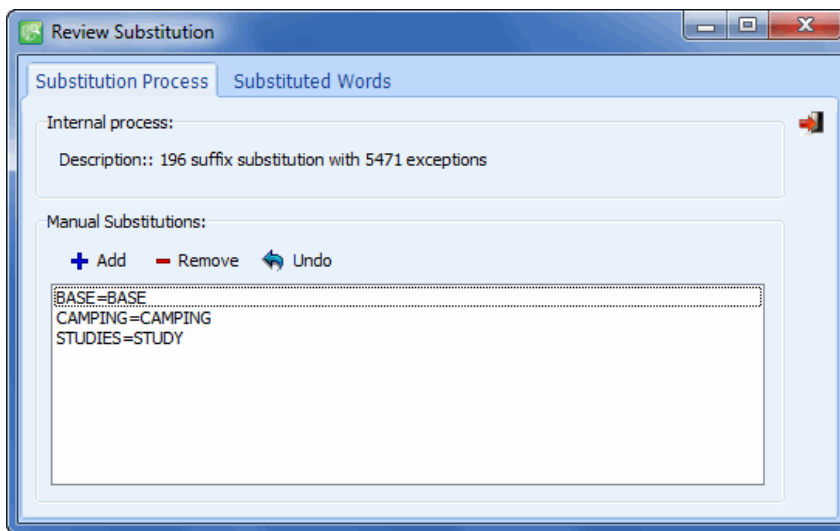 Review Substitution
Substitution Process Substituted Words
Internal process:
Description:: 196 suffix substitution with 5471 exceptions
Manual Substitutions:
Add Remove Undo
BASE=BASE
CAMPING=CAMPING
STUDIES=STUDY